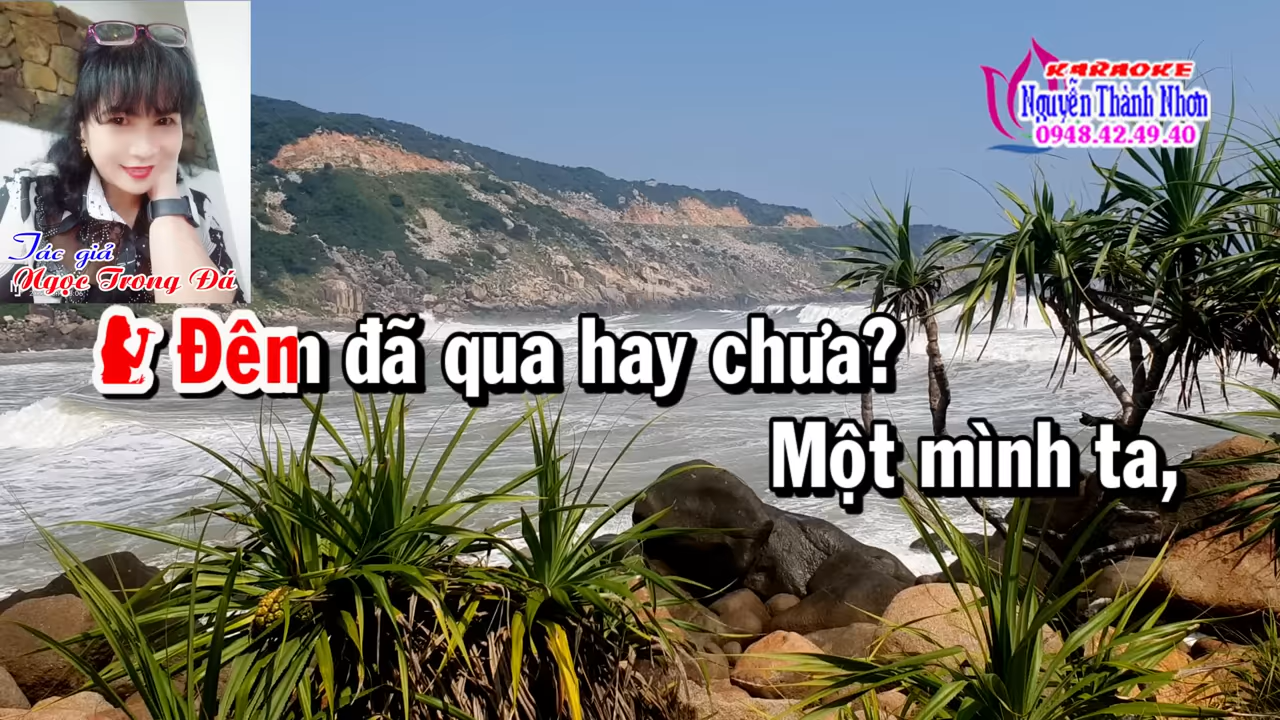 KARAOKE
Nguyễn Thành Nhơn
0948.42.49.40
Tác giả
Ngọc Trong Đá
Đêm đã qua hay chưa?
Một mình ta,